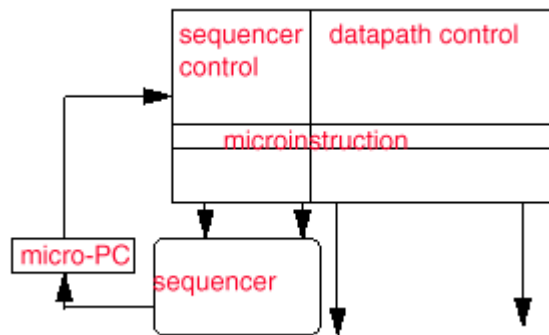 sequencer
control
datapath control
microinstruction
micro-PC
sequencer